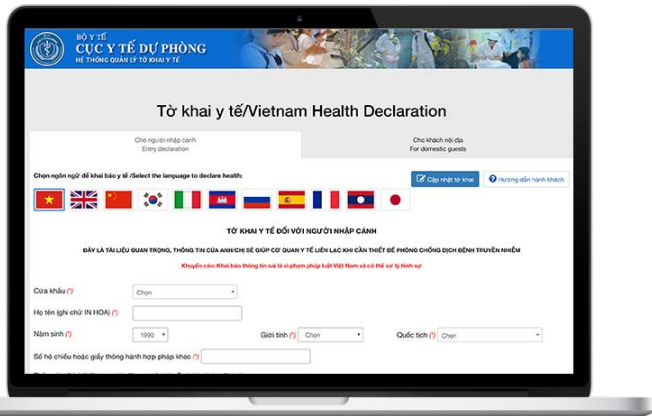 BỘ Y TẾ
CỤC Y TẾ DỰ PHÒNG
HỆ THỐNG QUẢN LÝ TỜ KHAI Y TẾ
Tờ khai y tế/Vietnam Health Declaration
Cho người nhập cảnh
Entry declaration
Cho khách nội địa
For domestic guests
Chọn ngôn ngữ để khai báo y tế /Select the language to declare health:
Cập nhật tờ khai
Hướng dẫn hành khách
TỜ KHAI Y TẾ ĐỐI VỚI NGƯỜI NHẬP CẢNH
ĐÂY LÀ TÀI LIỆU QUAN TRỌNG, THÔNG TIN CỦA ANH/CHỊ SẼ GIÚP CƠ QUAN Y TẾ LIÊN LẠC KHI CẦN THIẾT ĐỂ PHÒNG CHỐNG DỊCH BỆNH TRUYỀN NHIỄM
Khuyến cáo: Khai báo thông tin sai là vi phạm pháp luật Việt Nam và có thể xử lý hình sự
Cửa khẩu (*) Chọn
Họ tên (ghi chữ IN HOA) (*)
Năm sinh (*) 1990 Giới tính (*) Chọn Quốc tịch (*) Chọn
Số hộ chiếu hoặc giấy thông hành hợp pháp khác (*)